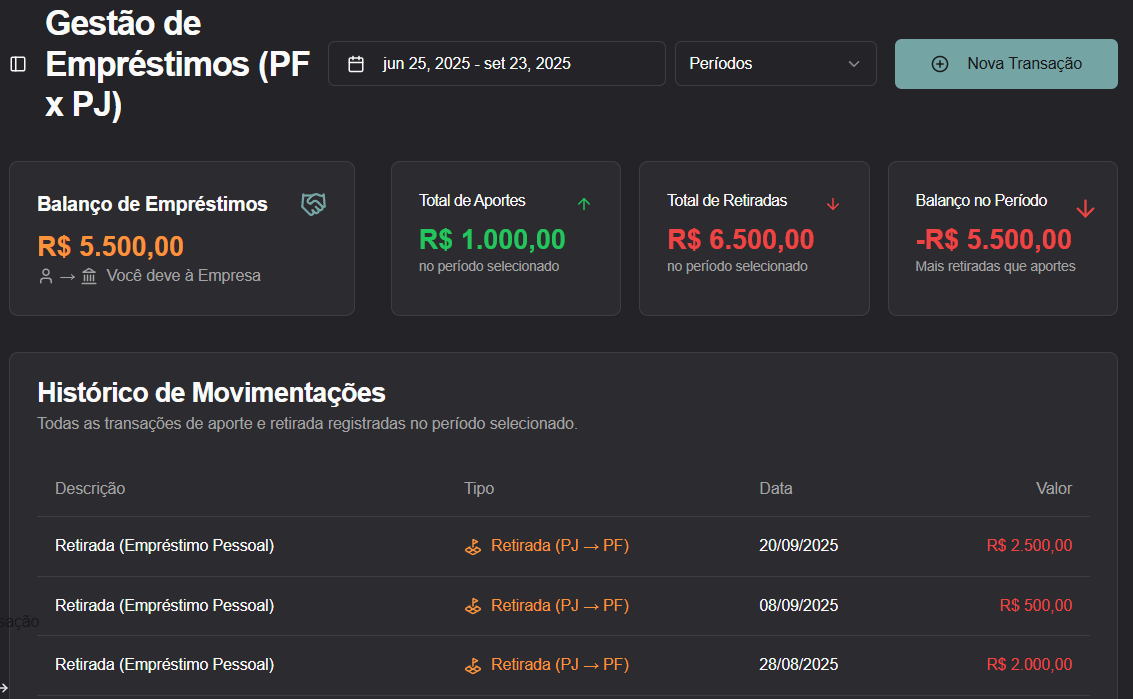 Gestão de
Empréstimos (PF
x PJ)
jun 25, 2025 - set 23, 2025
Períodos
Nova Transação
Balanço de Empréstimos
R$ 5.500,00
→ Você deve à Empresa
Total de Aportes
R$ 1.000,00
no período selecionado
Total de Retiradas
R$ 6.500,00
no período selecionado
Balanço no Período
-R$ 5.500,00
Mais retiradas que aportes
Histórico de Movimentações
Todas as transações de aporte e retirada registradas no período selecionado.
Descrição Tipo Data Valor
Retirada (Empréstimo Pessoal) Retirada (PJ → PF) 20/09/2025 R$ 2.500,00
Retirada (Empréstimo Pessoal) Retirada (PJ → PF) 08/09/2025 R$ 500,00
sação
Retirada (Empréstimo Pessoal) Retirada (PJ → PF) 28/08/2025 R$ 2.000,00